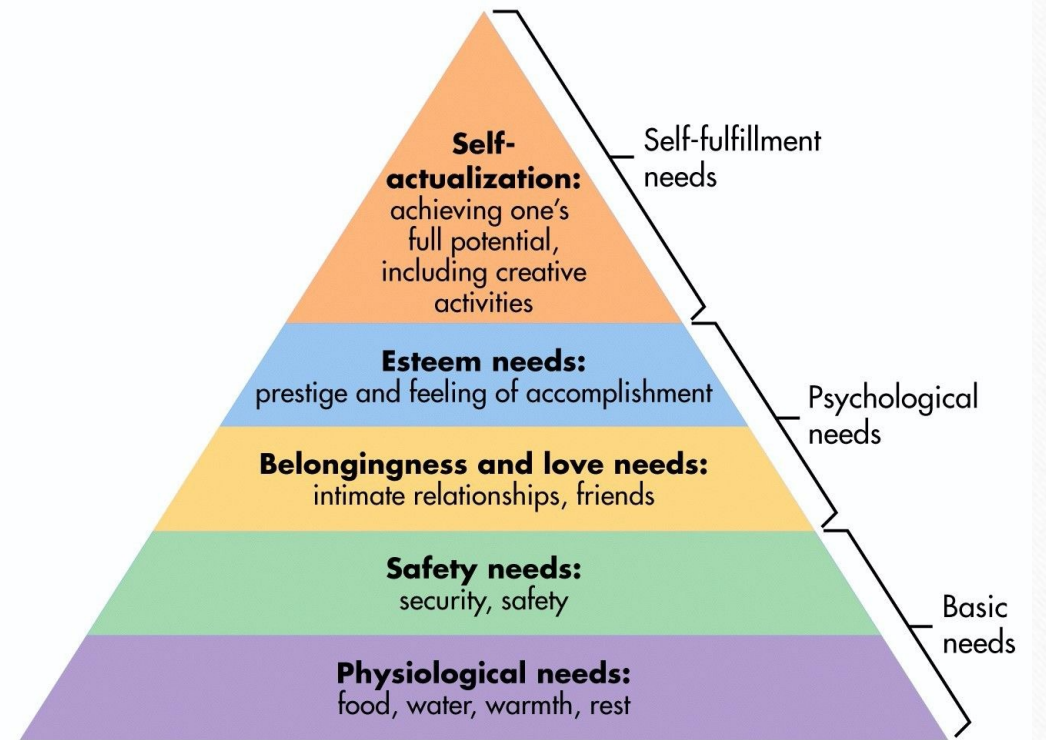 Self-
actualization:
achieving one's
full potential,
including creative
activities
Self-fulfillment
needs
Esteem needs:
prestige and feeling of accomplishment
Psychological
needs
Belongingness and love needs:
intimate relationships, friends
Safety needs:
security, safety
Basic
needs
Physiological needs:
food, water, warmth, rest